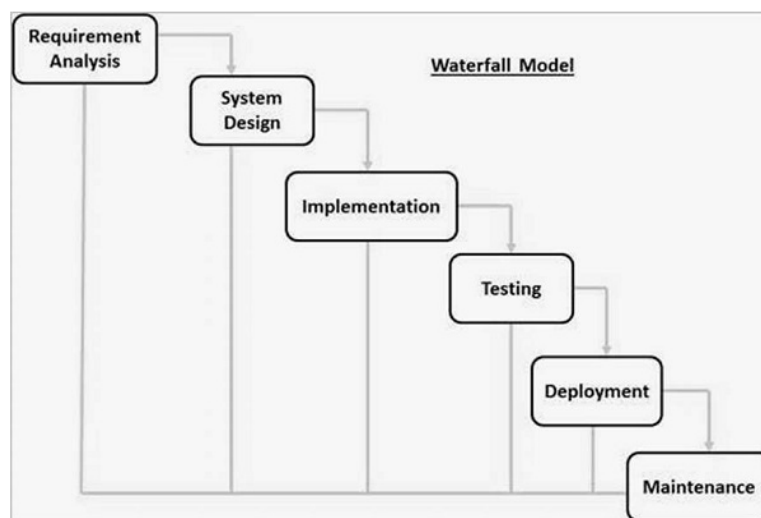 Requirement
Analysis
Waterfall Model
System
Design
Implementation
Testing
Deployment
Maintenance